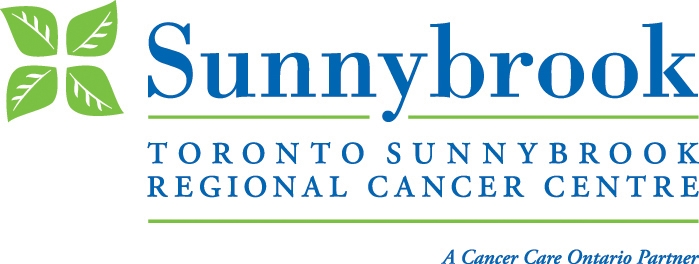 Sunnybrook
TORONTO SUNNYBROOK
REGIONAL CANCER CENTRE
A Cancer Care Ontario Partner